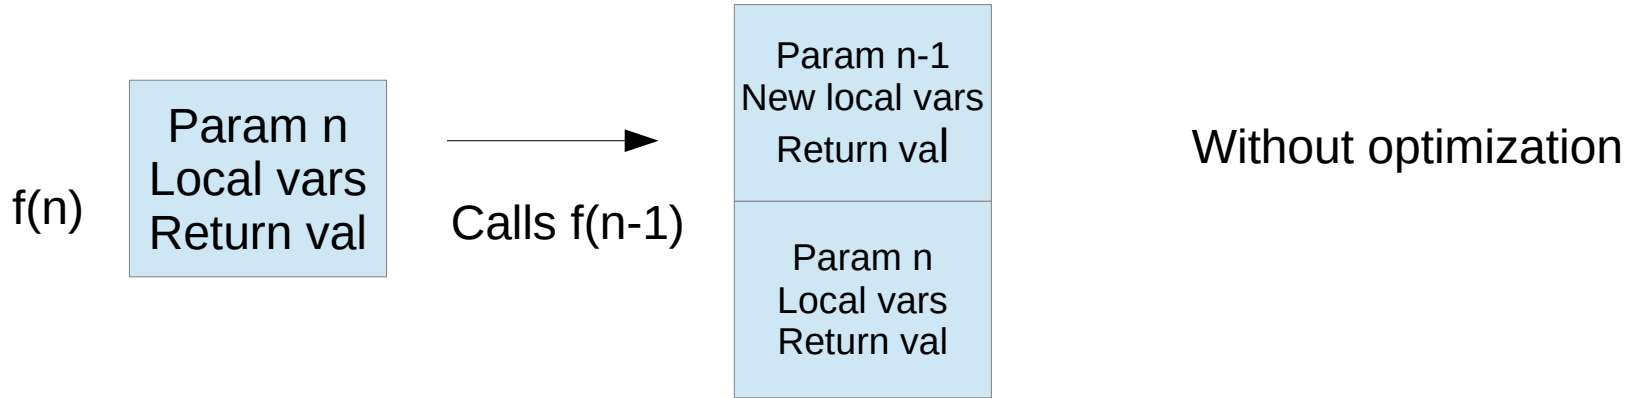 f(n)
Param n
Local vars
Return val
Calls f(n-1)
Param n-1
New local vars
Return val
Param n
Local vars
Return val
Without optimization